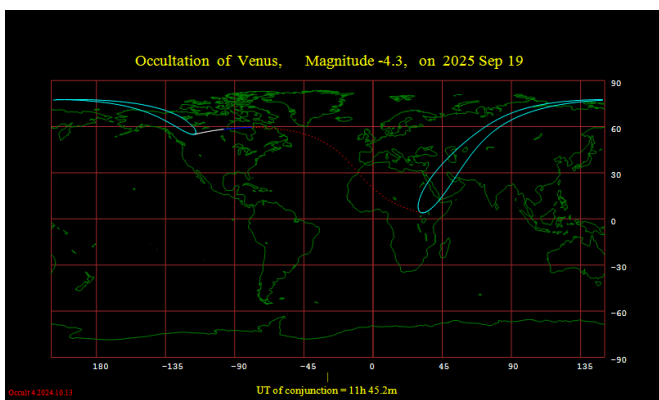 Occultation of Venus, Magnitude -4.3, on 2025 Sep 19
90
60
30
0
-30
-60
-90
180 -135 -90 -45 0 45 90 135
UT of conjunction = 11h 45.2m
Occult 4.2024.10.13